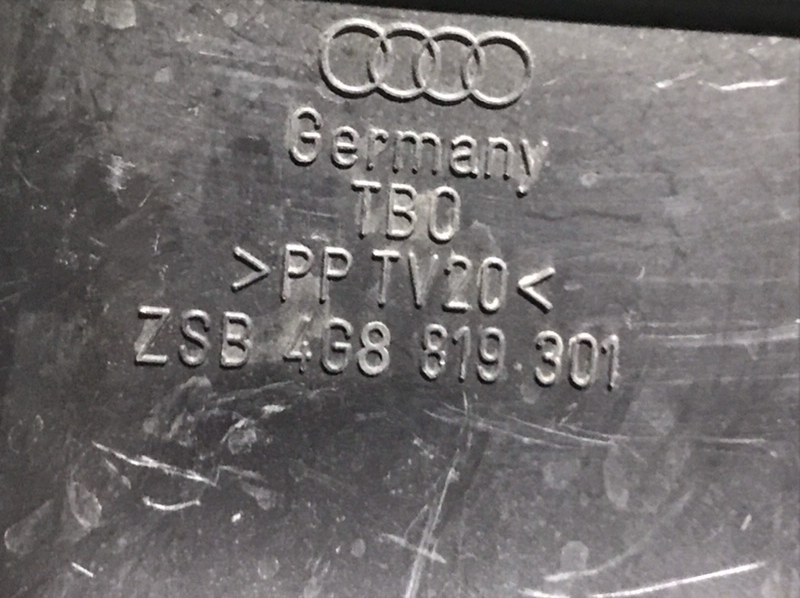 Germany
TBO
>PP TV20<
ZSB 4G8 819 301